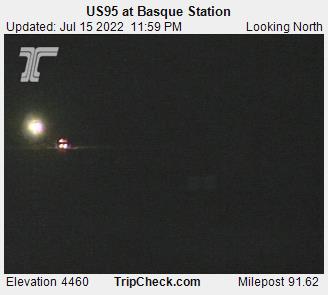 US95 at Basque Station
Updated: Jul 15 2022 11:59 PM Looking North
Elevation 4460 TripCheck.com Milepost 91.62